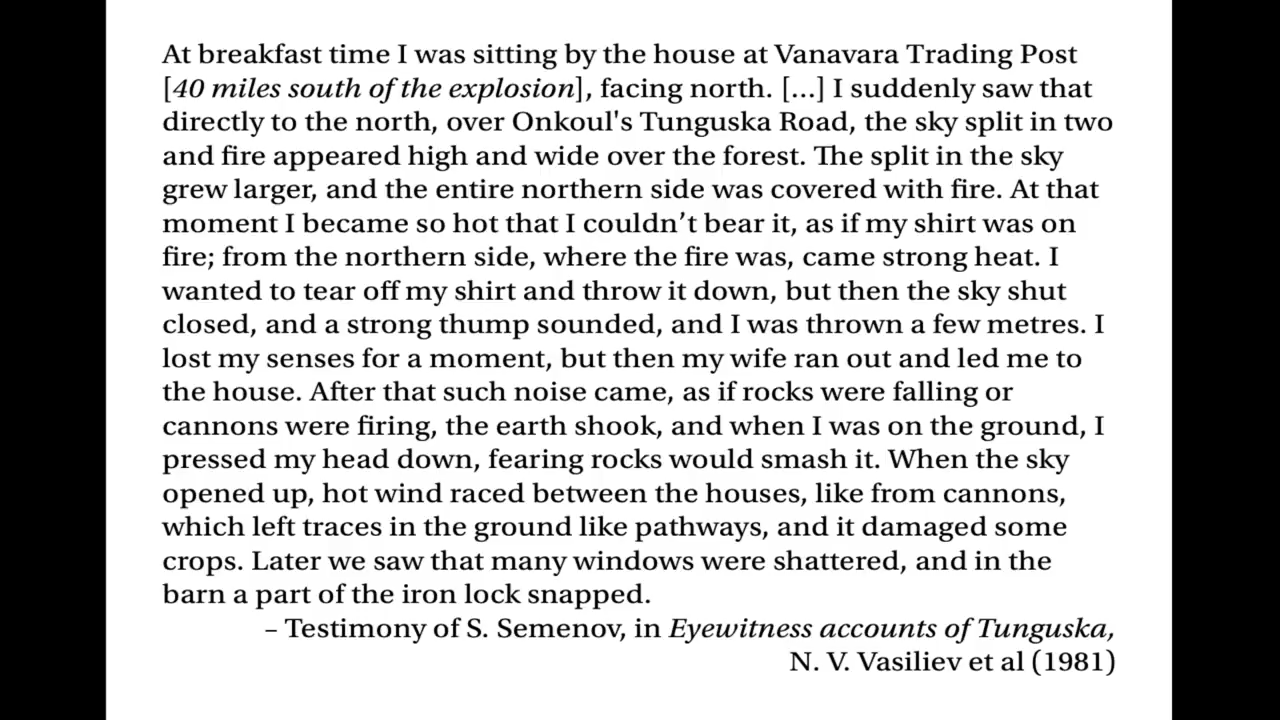 At breakfast time I was sitting by the house at Vanavara Trading Post
[40 miles south of the explosion], facing north. [...] I suddenly saw that
directly to the north, over Onkoul's Tunguska Road, the sky split in two
and fire appeared high and wide over the forest. The split in the sky
grew larger, and the entire northern side was covered with fire. At that
moment I became so hot that I couldn’t bear it, as if my shirt was on
fire; from the northern side, where the fire was, came strong heat. I
wanted to tear off my shirt and throw it down, but then the sky shut
closed, and a strong thump sounded, and I was thrown a few metres. I
lost my senses for a moment, but then my wife ran out and led me to
the house. After that such noise came, as if rocks were falling or
cannons were firing, the earth shook, and when I was on the ground, I
pressed my head down, fearing rocks would smash it. When the sky
opened up, hot wind raced between the houses, like from cannons,
which left traces in the ground like pathways, and it damaged some
crops. Later we saw that many windows were shattered, and in the
barn a part of the iron lock snapped.
– Testimony of S. Semenov, in Eyewitness accounts of Tunguska,
N. V. Vasiliev et al (1981)